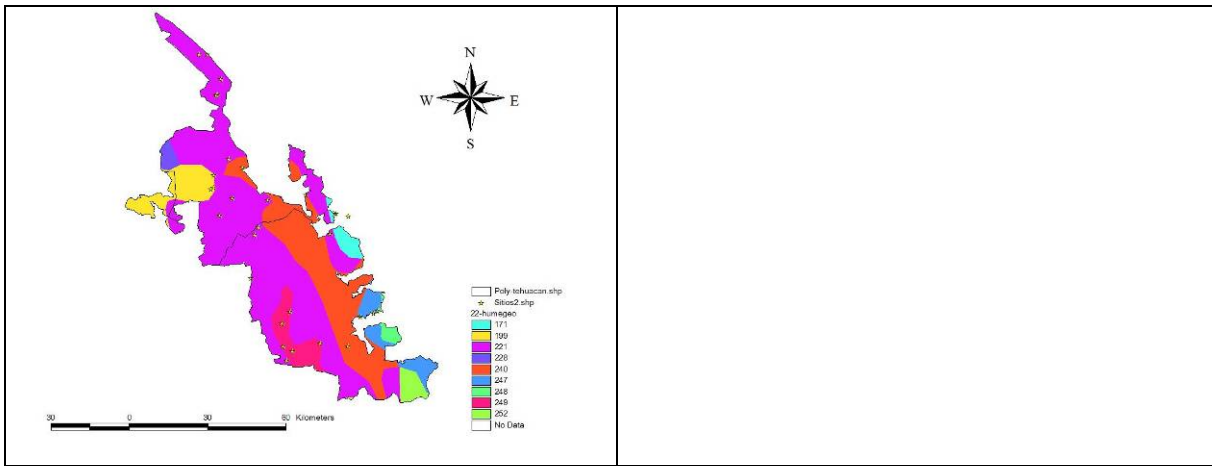 N
W E
S
Poly-tehuacan.shp
Sitios2.shp
22-humegeo
171
199
221
228
240
247
248
249
252
No Data
30 0 30 60 Kilometers